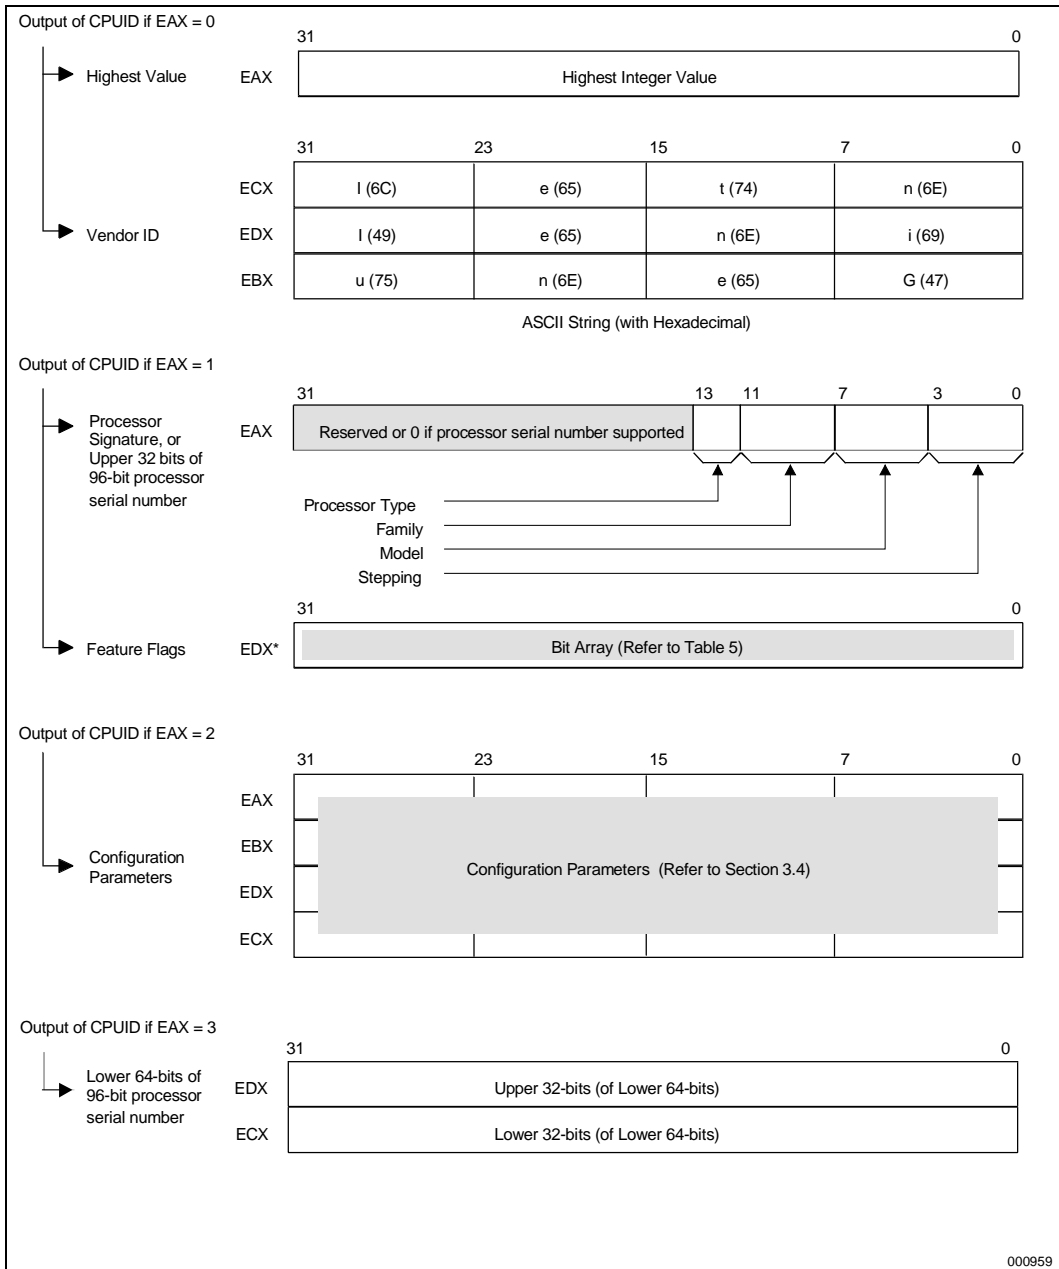 Output of CPUID if EAX = 0
31 0
Highest Value EAX Highest Integer Value
31 23 15 7 0
ECX l (6C) e (65) t (74) n (6E)
Vendor ID EDX I (49) e (65) n (6E) i (69)
EBX u (75) n (6E) e (65) G (47)
ASCII String (with Hexadecimal)
Output of CPUID if EAX = 1
31 13 11 7 3 0
Processor
Signature, or
Upper 32 bits of
96-bit processor
serial number
EAX Reserved or 0 if processor serial number supported
Processor Type
Family
Model
Stepping
31 0
Feature Flags EDX* Bit Array (Refer to Table 5)
Output of CPUID if EAX = 2
31 23 15 7 0
EAX
EBX
Configuration
Parameters
Configuration Parameters (Refer to Section 3.4)
EDX
ECX
Output of CPUID if EAX = 3
31 0
Lower 64-bits of
96-bit processor
serial number
EDX Upper 32-bits (of Lower 64-bits)
ECX Lower 32-bits (of Lower 64-bits)
000959